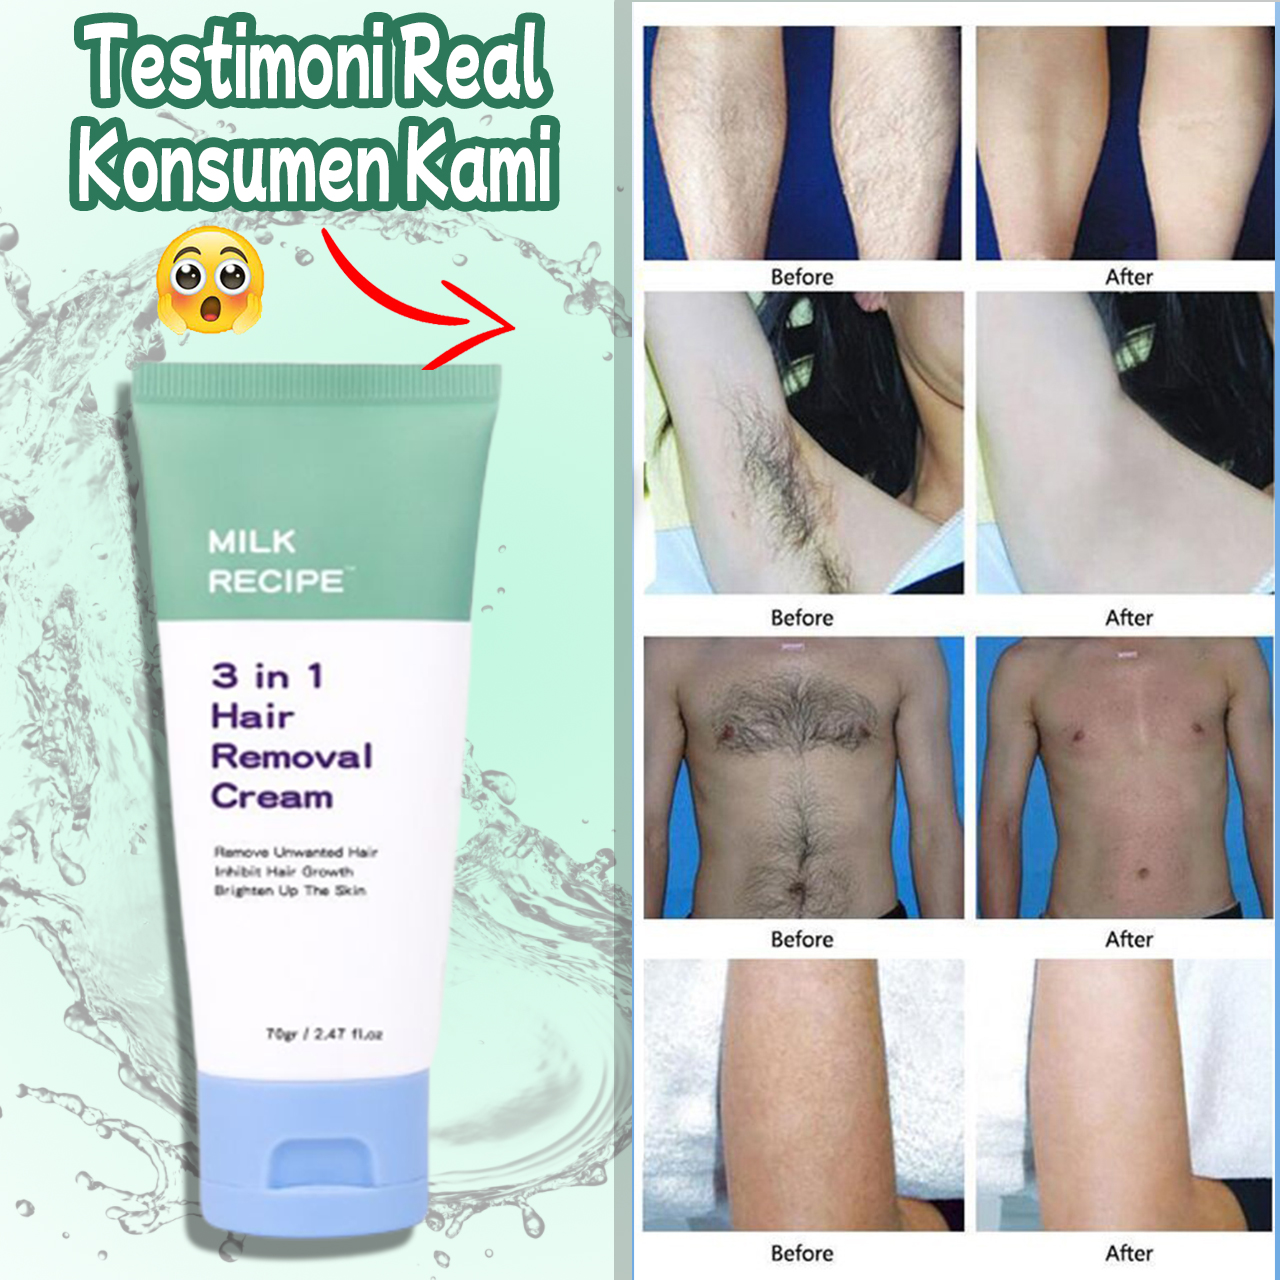 Testimoni Real
Konsumen Kami
MILK
RECIPE™
3 in 1
Hair
Removal
Cream
Remove Unwanted Hair
Inhibit Hair Growth
Brighten Up The Skin
70gr / 2.47 fl.oz
Before
After
Before
After
Before
After
Before
After